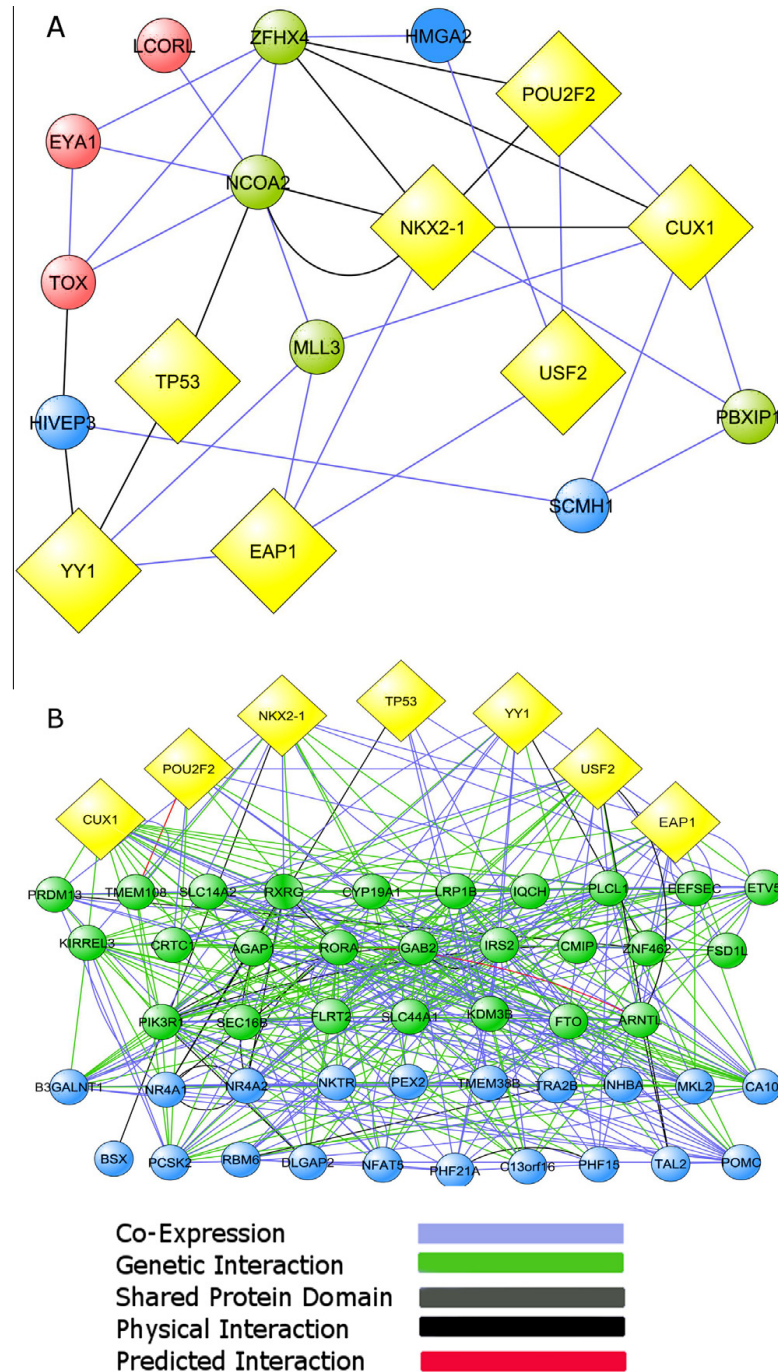 A
LCORL
ZFHX4
HMGA2
POU2F2
EYA1
NCOA2
NKX2-1
CUX1
TOX
MLL3
TP53
USF2
HIVEP3
PBXIP1
SCMH1
YY1
EAP1
B
NKX2-1
TP53
YY1
POU2F2
USF2
CUX1
EAP1
PRDM13
TMEM108
SLC14A2
RXRG
CYP19A1
LRP1B
IQCH
PLCL1
EEFSEC
ETV5
KIRREL3
CRTC1
AGAP1
RORA
GAB2
IRS2
CMIP
ZNF462
FSD1L
PIK3R1
SEC16B
FLRT2
SLC44A1
KDM3B
FTO
ARNTL
B3GALNT1
NR4A1
NR4A2
NKTR
PEX2
TMEM38B
TRA2B
INHBA
MKL2
CA10
BSX
PCSK2
RBM6
DLGAP2
NFAT5
PHF21A
C13orf16
PHF15
TAL2
POMC
Co-Expression
Genetic Interaction
Shared Protein Domain
Physical Interaction
Predicted Interaction